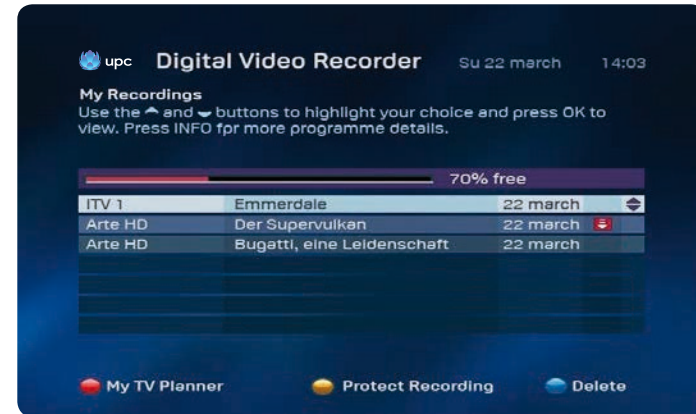 upc Digital Video Recorder Su 22 march 14:03
My Recordings
Use the and buttons to highlight your choice and press OK to
view. Press INFO fpr more programme details.
70% free
ITV 1 Emmerdale 22 march
Arte HD Der Supervulkan 22 march
Arte HD Bugatti, eine Leidenschaft 22 march
My TV Planner Protect Recording Delete